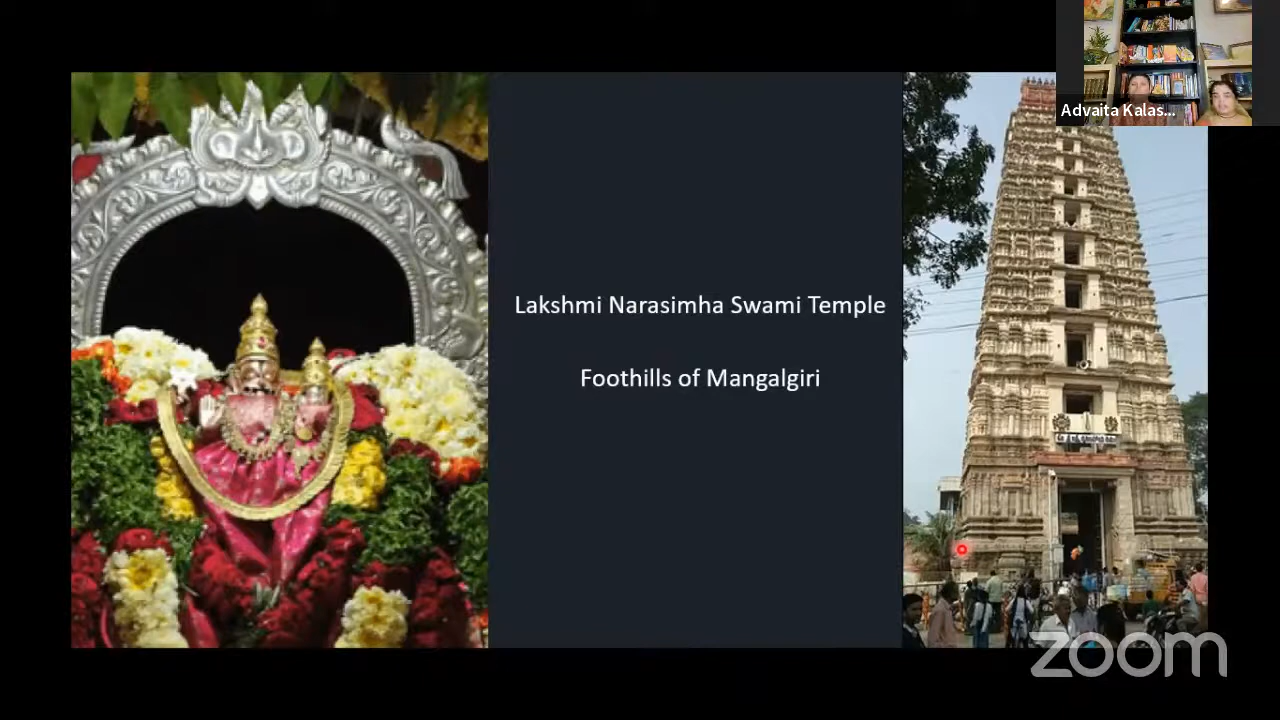 Advaita Kalas...
Lakshmi Narasimha Swami Temple
Foothills of Mangalgiri
zoom